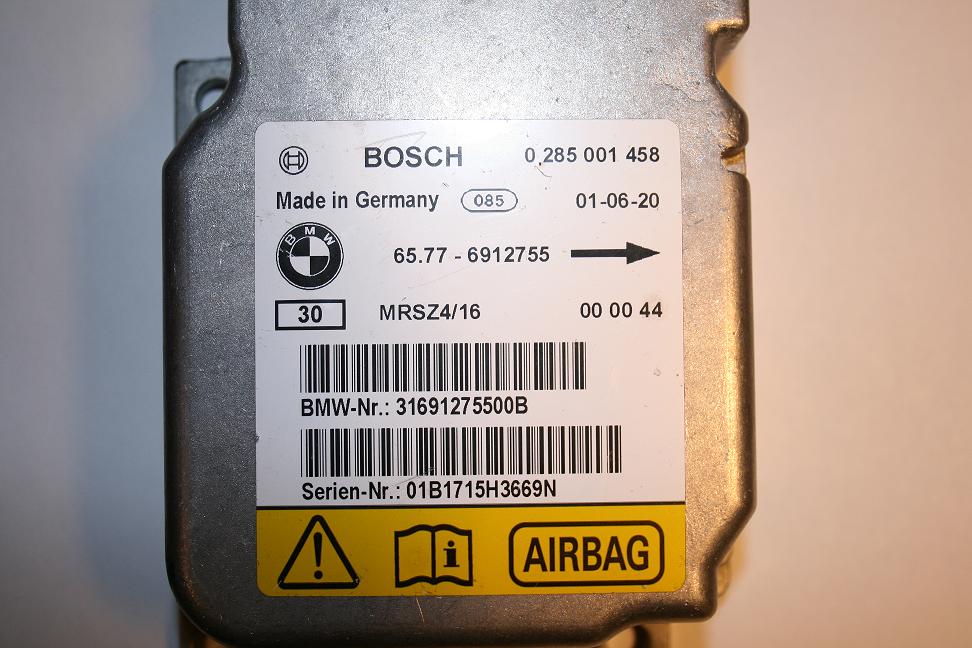 BOSCH 0 285 001 458
Made in Germany 085 01-06-20
BMW 65.77 - 6912755
30 MRSZ4/16 00 00 44
BMW-Nr.: 31691275500B
Serien-Nr.: 01B1715H3669N
! i AIRBAG